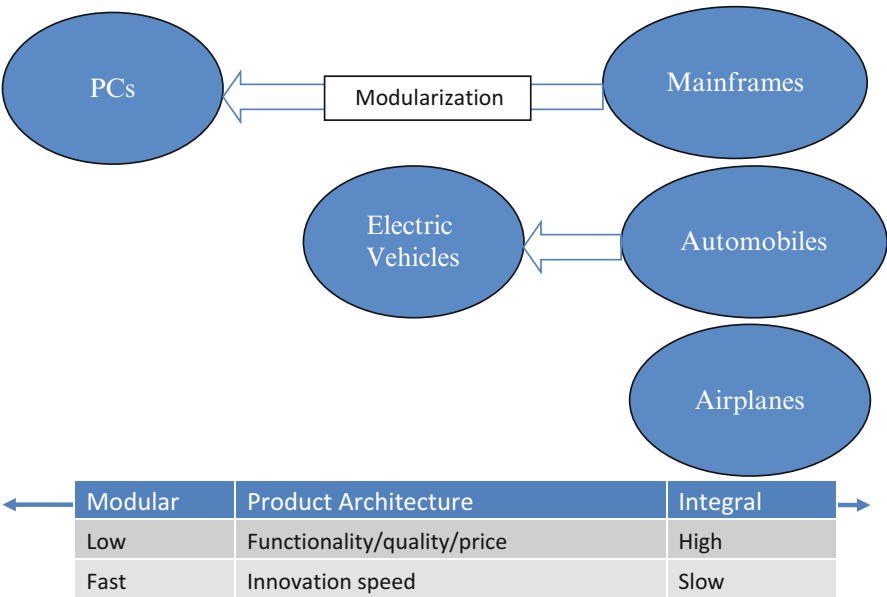 PCs
Modularization
Mainframes
Electric
Vehicles
Automobiles
Airplanes
Modular Product Architecture Integral
Low Functionality/quality/price High
Fast Innovation speed Slow